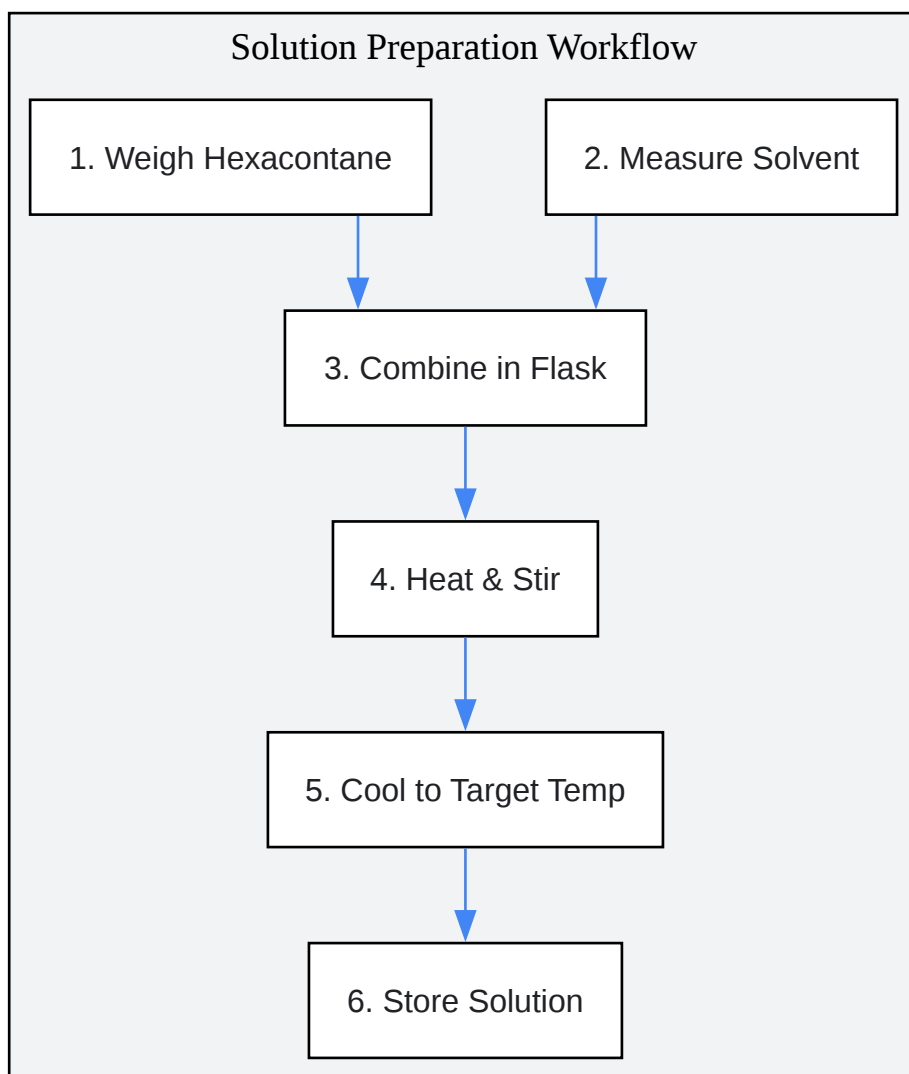 Solution Preparation Workflow
1. Weigh Hexacontane
2. Measure Solvent
3. Combine in Flask
4. Heat & Stir
5. Cool to Target Temp
6. Store Solution